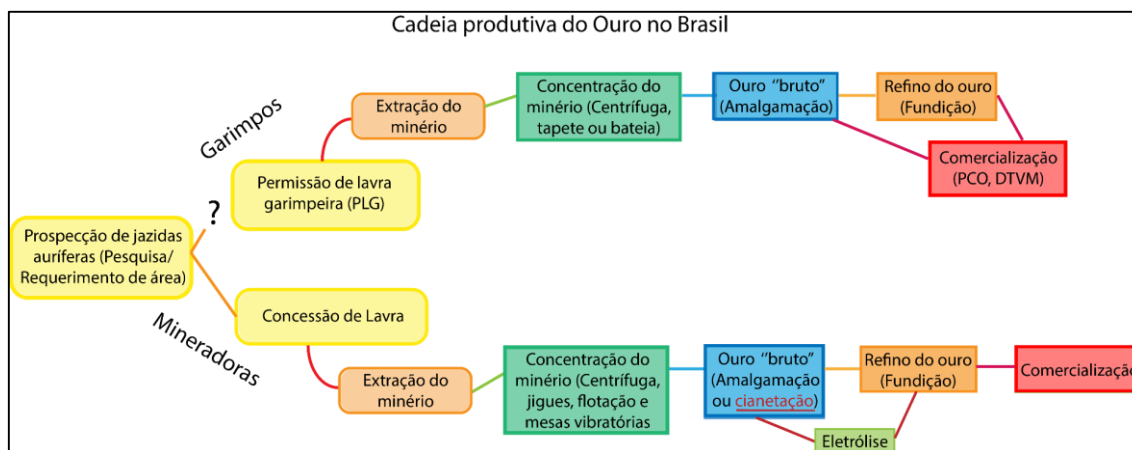 Cadeia produtiva do Ouro no Brasil
Garimpos
Extração do
minério
Concentração do
minério (Centrífuga,
tapete ou bateia)
Ouro “bruto”
(Amalgamação)
Refino do ouro
(Fundição)
Comercialização
(PCO, DTVM)
Permissão de lavra
garimpeira (PLG)
?
Prospecção de jazidas
auríferas (Pesquisa/
Requerimento de área)
Mineradoras
Concessão de Lavra
Extração do
minério
Concentração do
minério (Centrífuga,
jigues, flotação e
mesas vibratórias
Ouro “bruto”
(Amalgamação
ou cianetação)
Eletrólise
Refino do ouro
(Fundição)
Comercialização